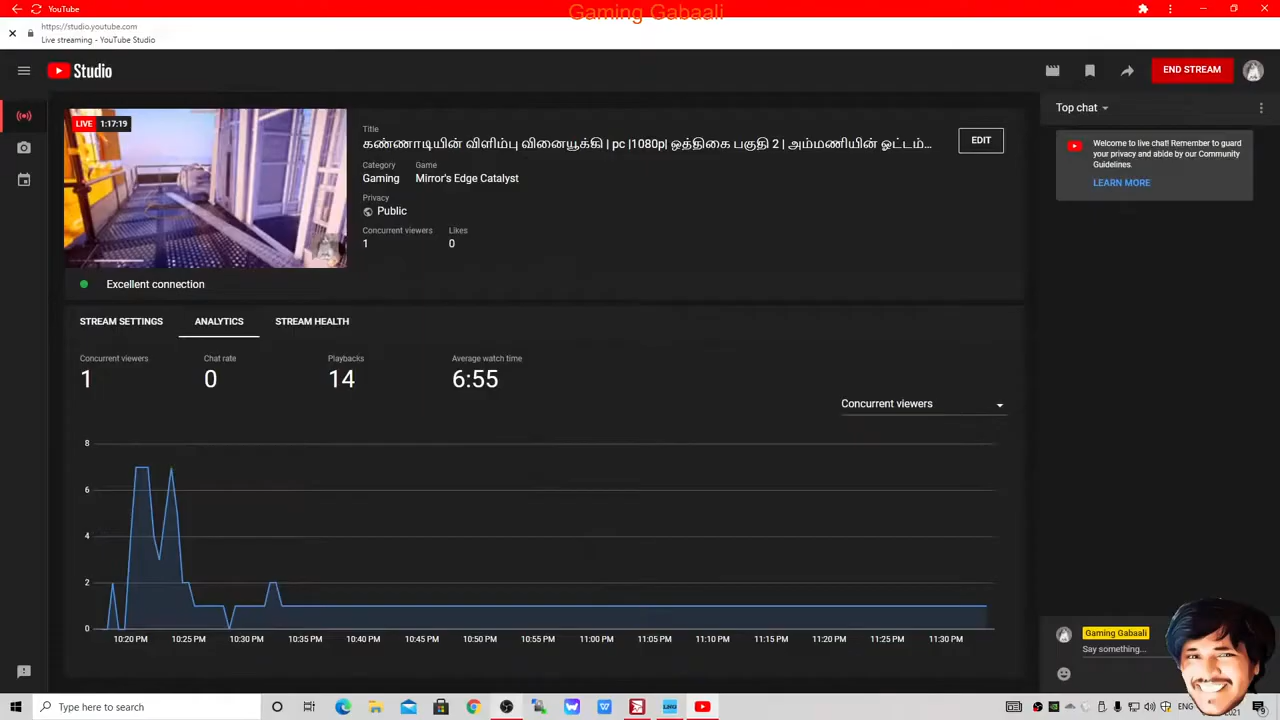 YouTube
Gaming Gabaali
https://studio.youtube.com
Live streaming - YouTube Studio
Studio
END STREAM
LIVE 1:17:19
Title
கண்ணாடியின் விளிம்பு வினையூக்கி | pc |1080p| ஒத்திகை பகுதி 2 | அம்மணியின் ஓட்டம்...
EDIT
Category Game
Gaming Mirror's Edge Catalyst
Privacy
Public
Concurrent viewers Likes
1 0
Excellent connection
Top chat
Welcome to live chat! Remember to guard
your privacy and abide by our Community
Guidelines.
LEARN MORE
STREAM SETTINGS ANALYTICS STREAM HEALTH
Concurrent viewers Chat rate Playbacks Average watch time
1 0 14 6:55
Concurrent viewers
8
6
4
2
0
10:20 PM 10:25 PM 10:30 PM 10:35 PM 10:40 PM 10:45 PM 10:50 PM 10:55 PM 11:00 PM 11:05 PM 11:10 PM 11:15 PM 11:20 PM 11:25 PM 11:30 PM
Gaming Gabaali
Say something...
Type here to search
ENG